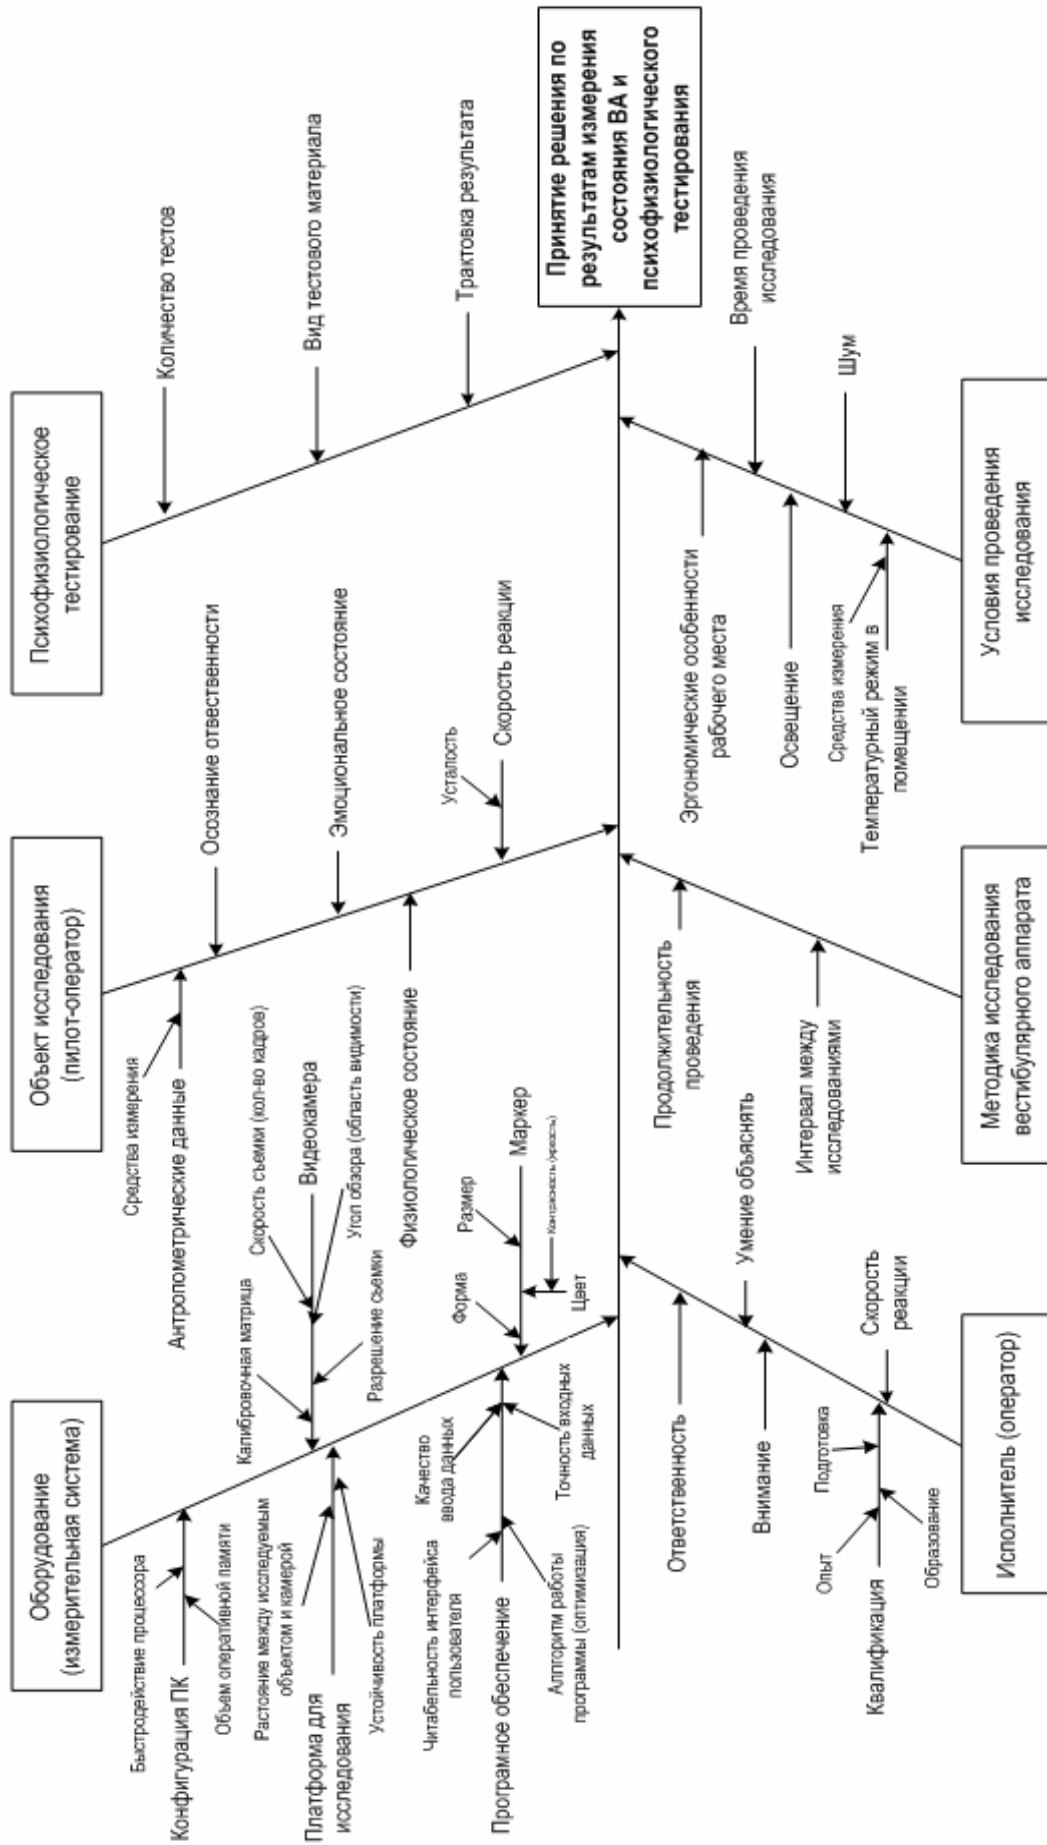 Оборудование
(измерительная система)
Быстродействие процессора
Конфигурация ПК
Объем оперативной памяти
Растояние между исследуемым
объектом и камерой
Платформа для
исследования
Устойчивость платформы
Калибровочная матрица
Скорость съемки (кол-во кадров)
Видеокамера
Угол обзора (область видимости)
Разрешение сьемки
Читабельность интерфейса
пользователя
Качество
ввода данных
Програмное обеспечение
Точность входных
данных
Алгоритм работы
программы (оптимизация)
Форма
Размер
Маркер
Цвет
Контрасность (яркость)
Объект исследования
(пилот-оператор)
Средства измерения
Антропометрические данные
Осознание отвественности
Эмоциональное состояние
Физиологическое состояние
Усталость
Скорость реакции
Психофизиологическое
тестирование
Количество тестов
Вид тестового материала
Трактовка результата
Принятие решения по
результатам измерения
состояния ВА и
психофизиологического
тестирования
Ответственность
Умение объяснять
Внимание
Опыт
Подготовка
Квалификация
Образование
Скорость
реакции
Исполнитель (оператор)
Продолжительность
проведения
Интервал между
исследованиями
Методика исследования
вестибулярного аппарата
Эргономические особенности
рабочего места
Время проведения
исследования
Освещение
Шум
Средства измерения
Температурный режим в
помещении
Условия проведения
исследования